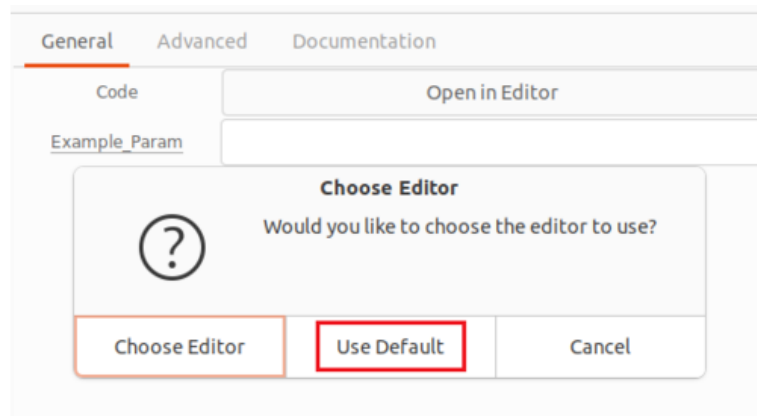 General Advanced Documentation
Code Open in Editor
Example_Param
Choose Editor
Would you like to choose the editor to use?
?
Choose Editor Use Default Cancel